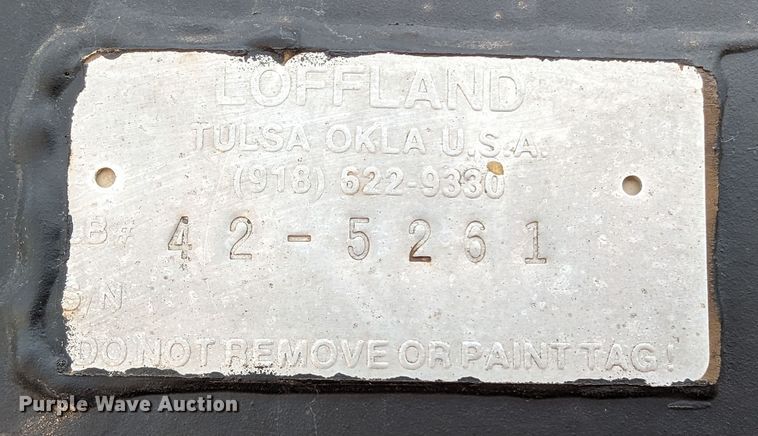 LOFFLAND
TULSA OKLA U.S.A.
(918) 622-9330
LB# 42-5261
S/N
DO NOT REMOVE OR PAINT TAG!
Purple Wave Auction